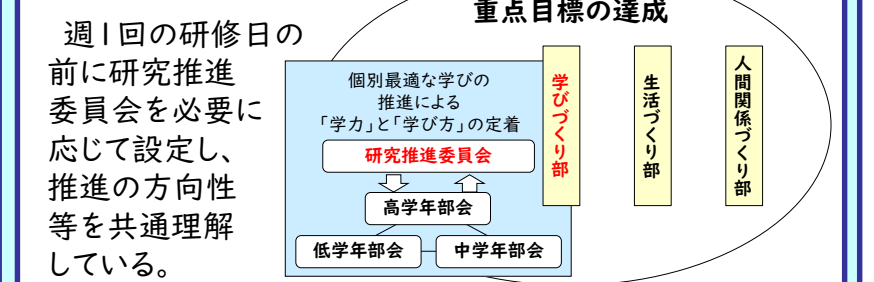 重点目標の達成
週1回の研修日の
前に研究推進
委員会を必要に
応じて設定し、
推進の方向性
等を共通理解
している。
個別最適な学びの
推進による
「学力」と「学び方」の定着
研究推進委員会
高学年部会
低学年部会
中学年部会
学びづくり部
生活づくり部
人間関係づくり部